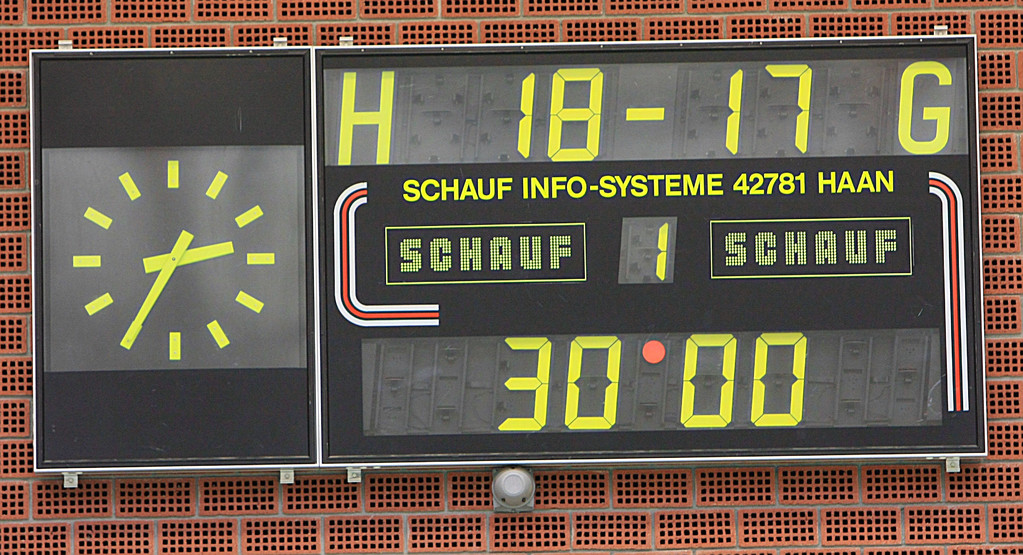 H 18-17 G
SCHAUF INFO-SYSTEME 42781 HAAN
SCHAUF 1 SCHAUF
30:00